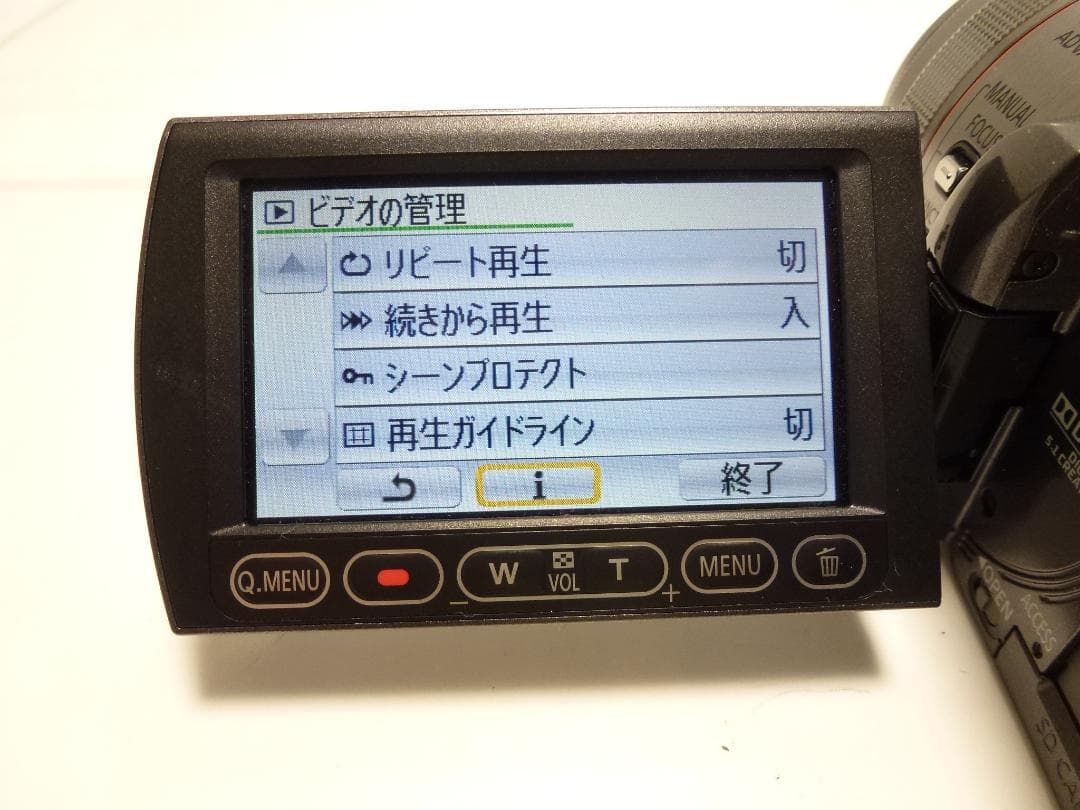 ビデオの管理
リピート再生 切
続きから再生 入
シーンプロテクト
再生ガイドライン 切
i 終了
Q.MENU W VOL T MENU
− +
MANUAL
FOCUS
OPEN
ACCESS
5.1